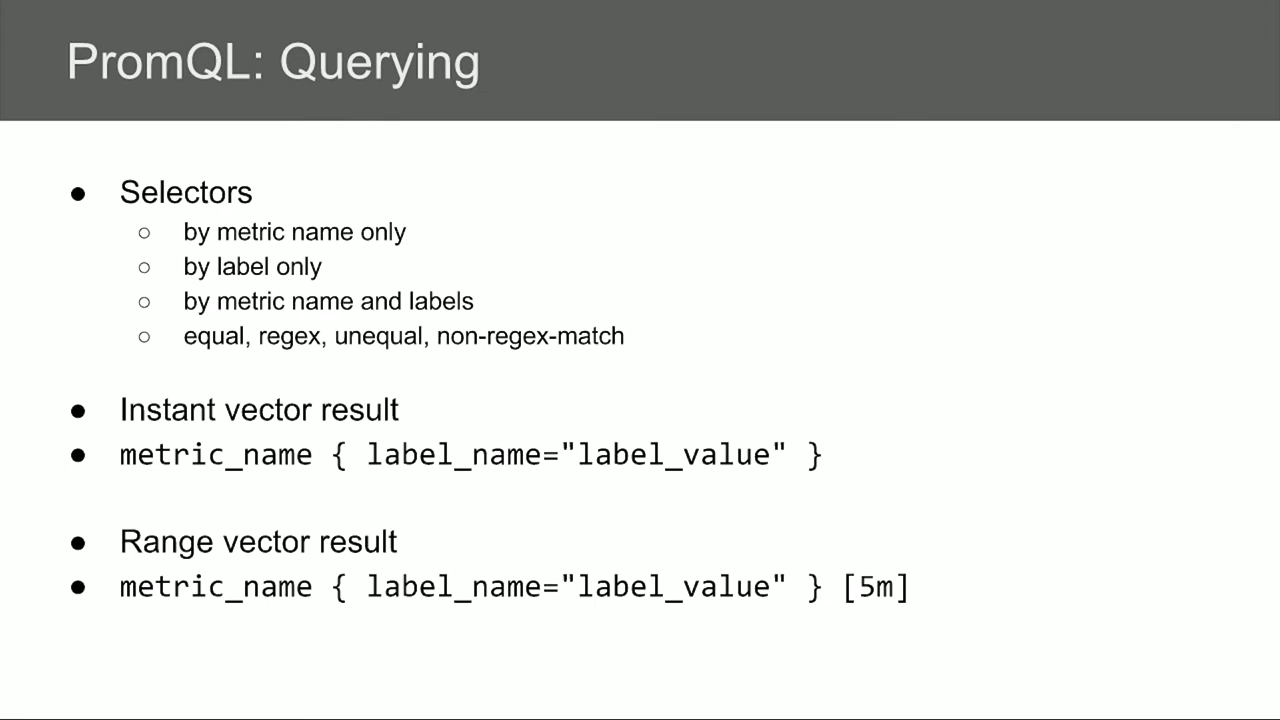 PromQL: Querying
● Selectors
○ by metric name only
○ by label only
○ by metric name and labels
○ equal, regex, unequal, non-regex-match
● Instant vector result
● metric_name { label_name="label_value" }
● Range vector result
● metric_name { label_name="label_value" } [5m]